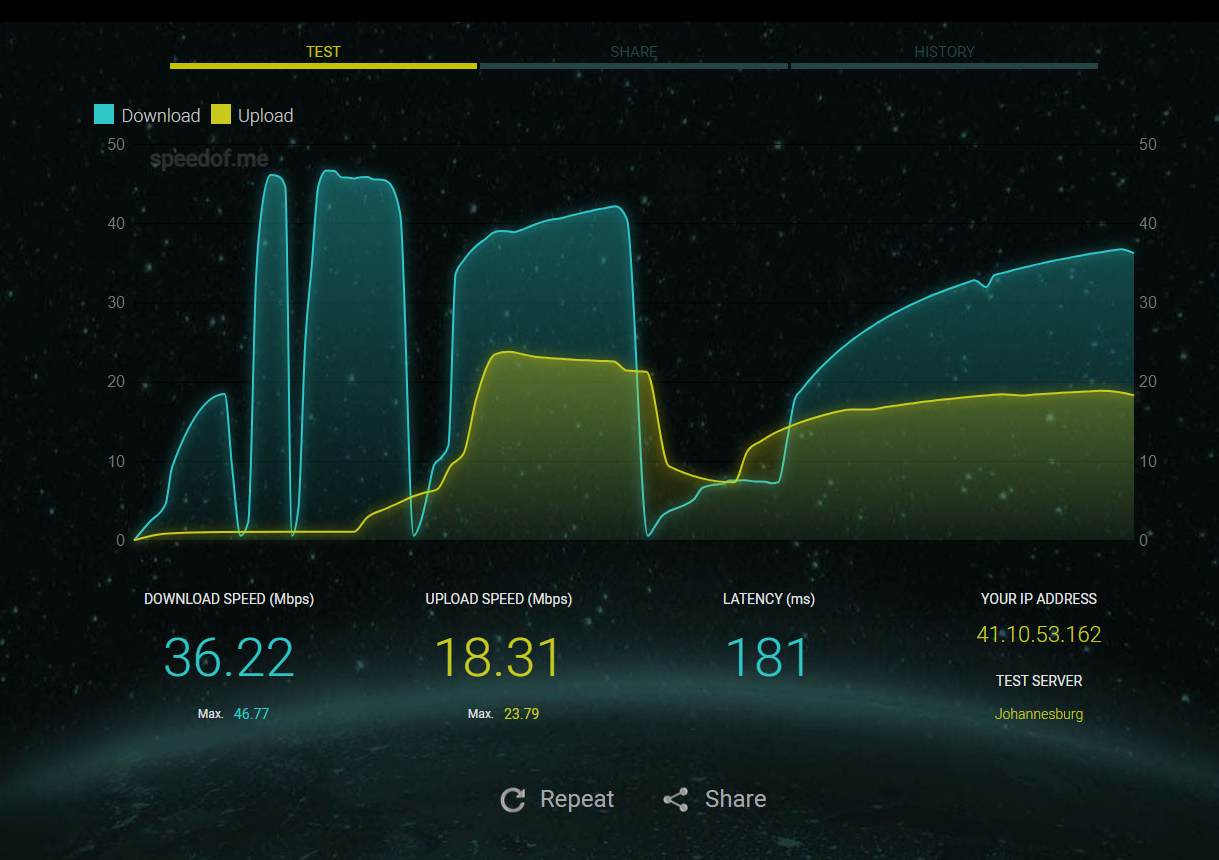 TEST SHARE HISTORY
Download Upload
speedof.me
50 50
40 40
30 30
20 20
10 10
0 0
DOWNLOAD SPEED (Mbps) UPLOAD SPEED (Mbps) LATENCY (ms) YOUR IP ADDRESS
36.22 18.31 181 41.10.53.162
TEST SERVER
Max. 46.77 Max. 23.79 Johannesburg
Repeat Share